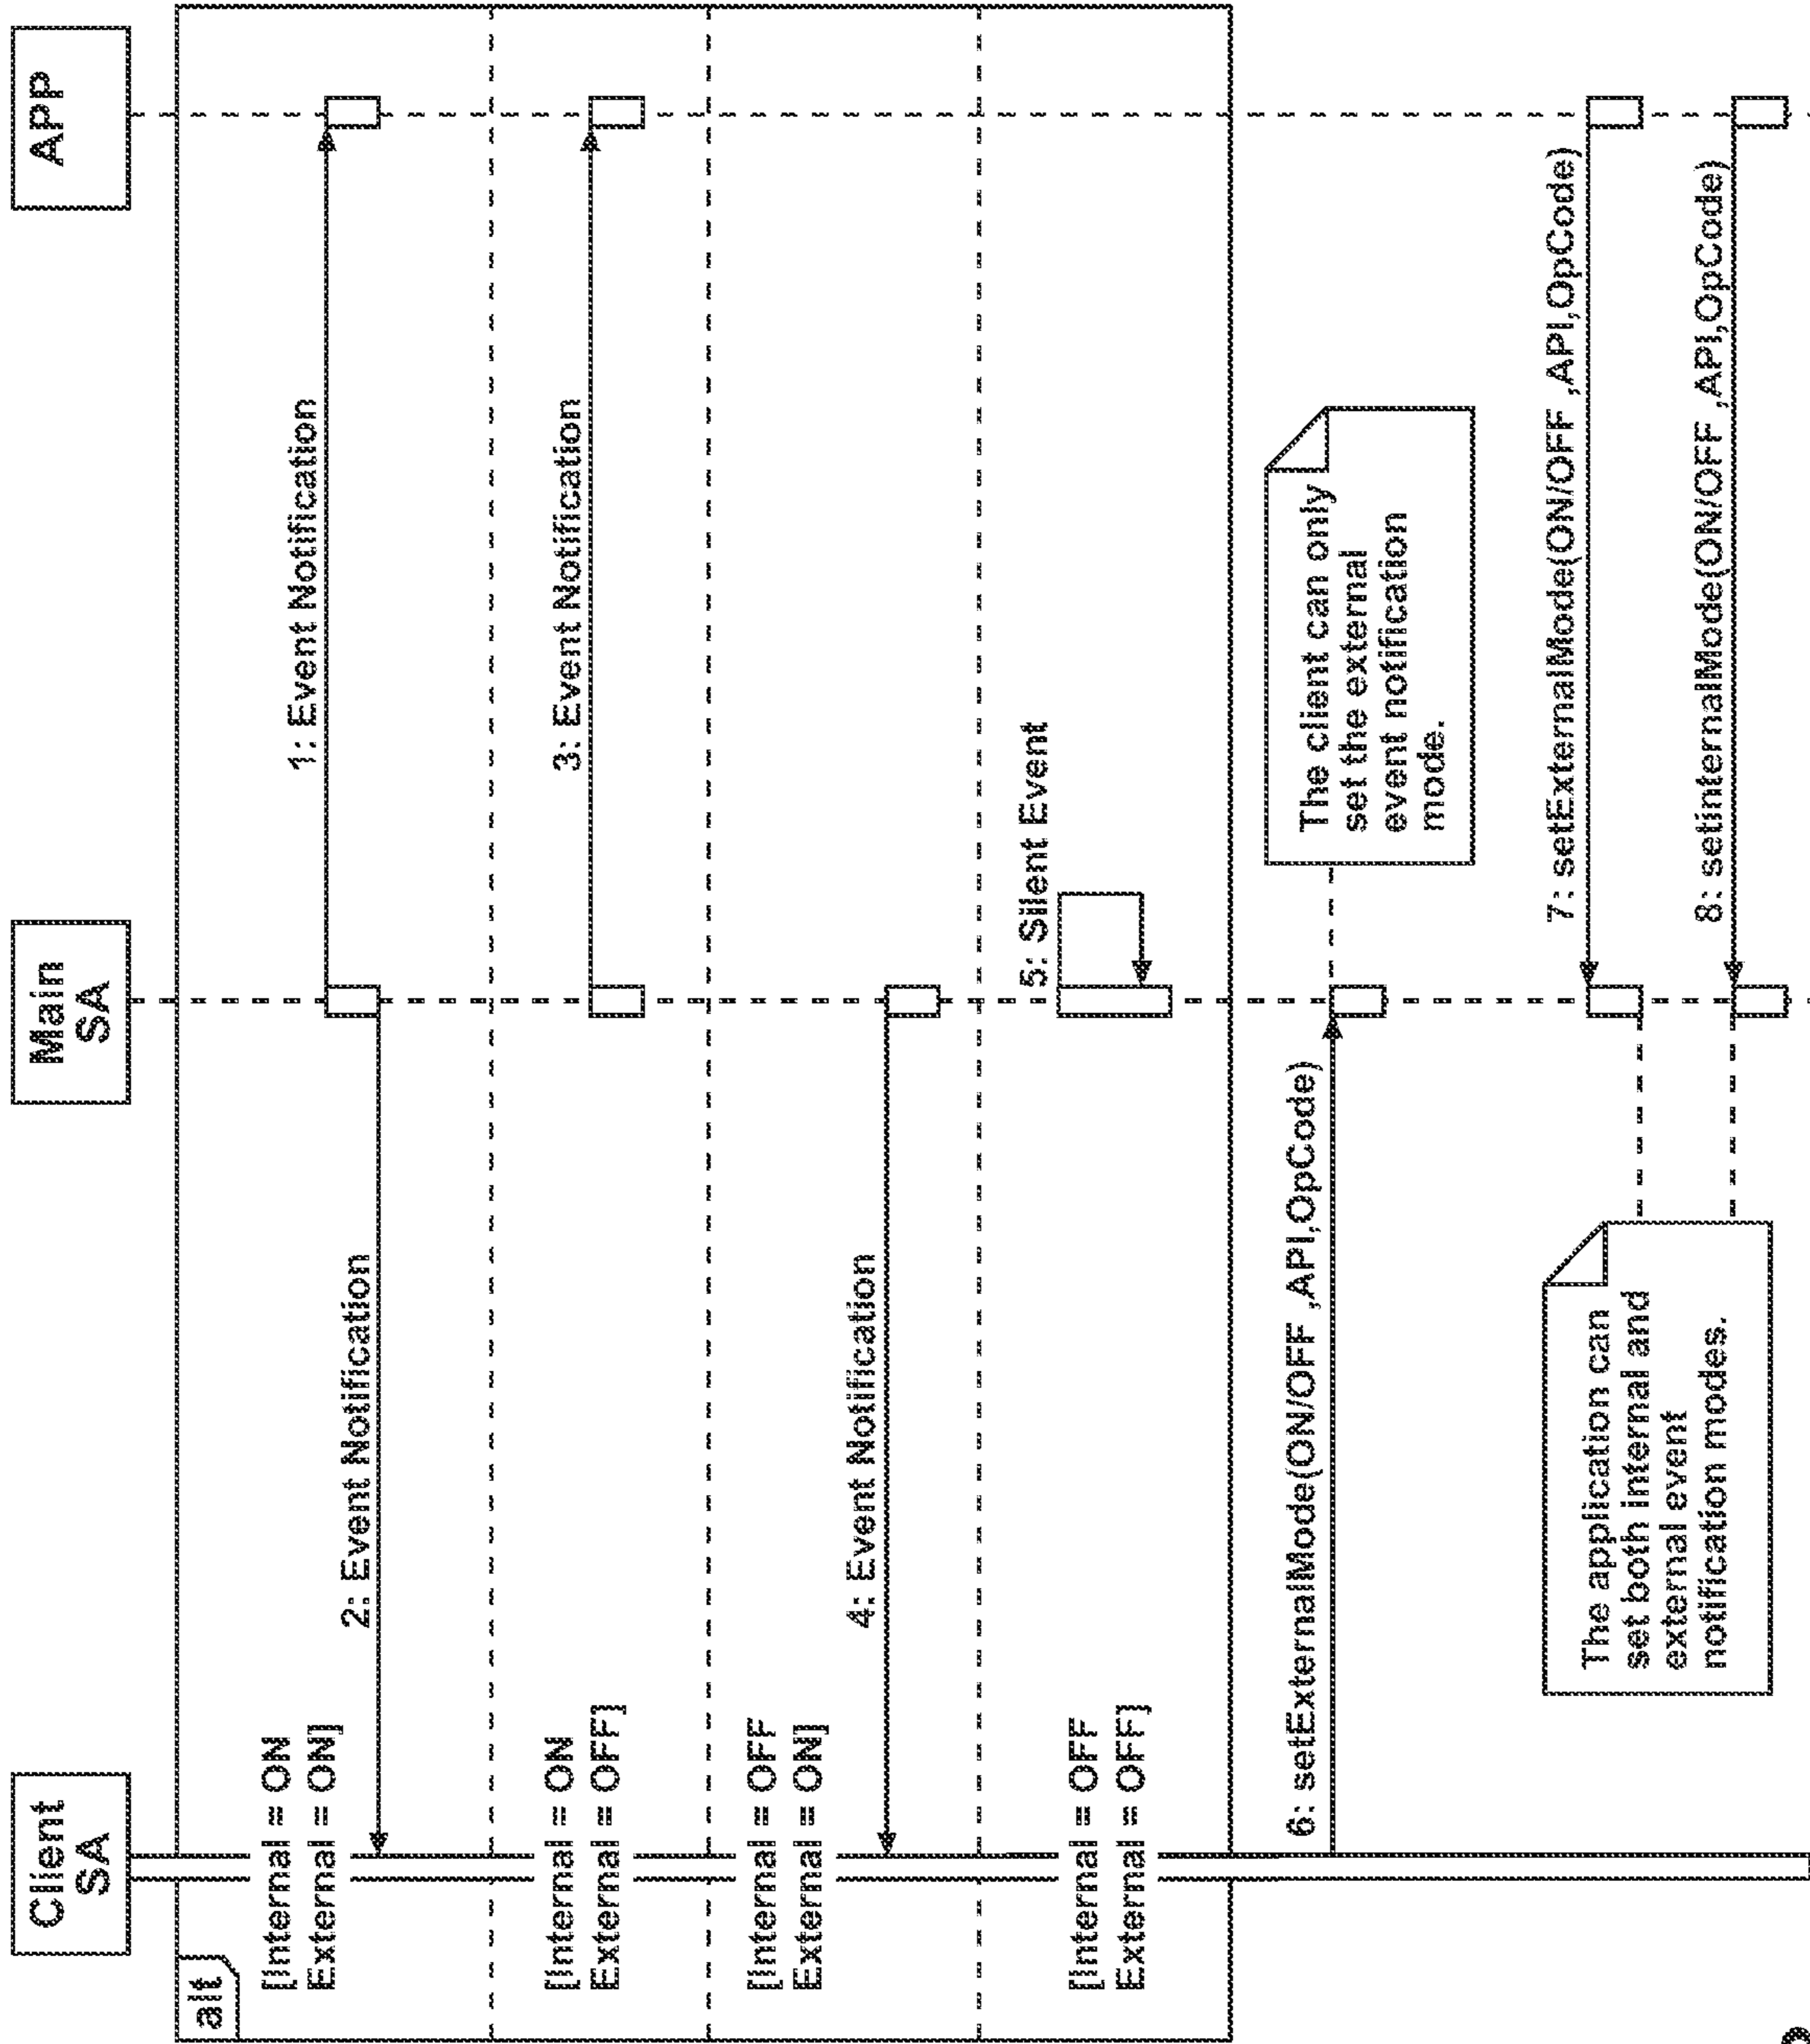 Client
SA
Main
SA
APP
alt
[Internal = ON
External = ON]
1: Event Notification
2: Event Notification
[Internal = ON
External = OFF]
3: Event Notification
[Internal = OFF
External = ON]
4: Event Notification
[Internal = OFF
External = OFF]
5: Silent Event
6: setExternalMode(ON/OFF ,API,OpCode)
The client can only
set the external
event notification
mode.
7: setExternalMode(ON/OFF ,API,OpCode)
The application can
set both internal and
external event
notification modes.
8: setinternalMode(ON/OFF ,API,OpCode)